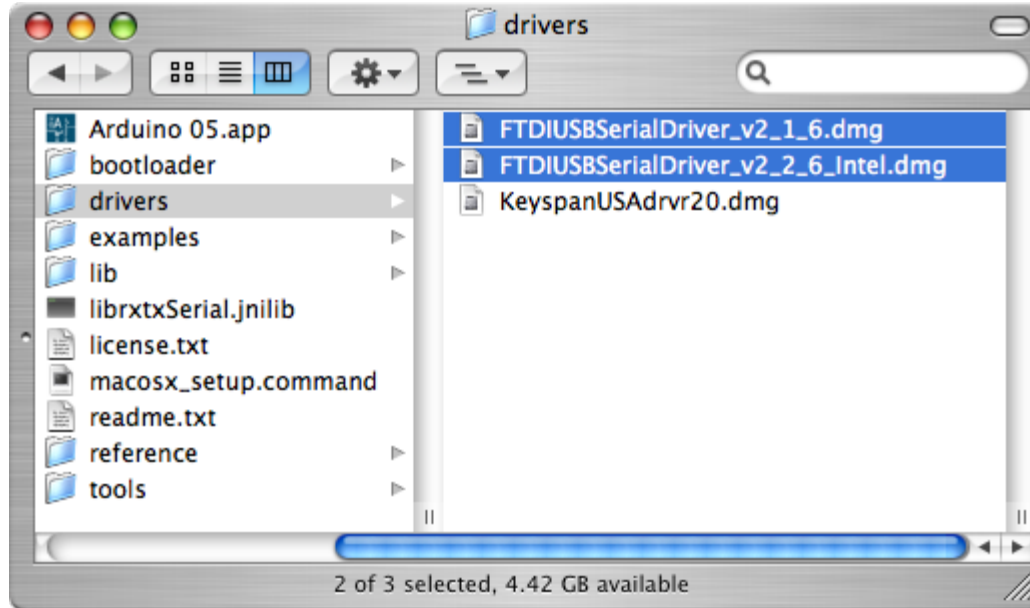 drivers
Arduino 05.app
bootloader
drivers
examples
lib
librxtxSerial.jnilib
license.txt
macosx_setup.command
readme.txt
reference
tools
FTDIUSBSerialDriver_v2_1_6.dmg
FTDIUSBSerialDriver_v2_2_6_Intel.dmg
KeyspanUSAdrvr20.dmg
2 of 3 selected, 4.42 GB available